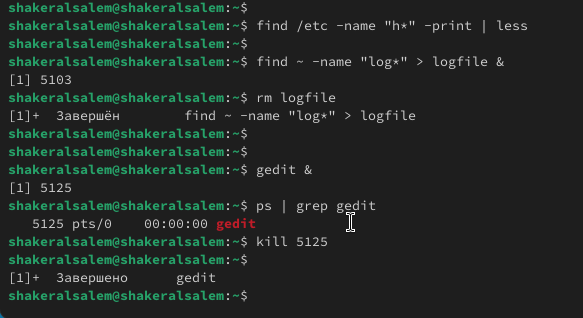 shakeralsalem@shakeralsalem:~$
shakeralsalem@shakeralsalem:~$ find /etc -name "h*" -print | less
shakeralsalem@shakeralsalem:~$
shakeralsalem@shakeralsalem:~$ find ~ -name "log*" > logfile &
[1] 5103
shakeralsalem@shakeralsalem:~$ rm logfile
[1]+  Завершён        find ~ -name "log*" > logfile
shakeralsalem@shakeralsalem:~$
shakeralsalem@shakeralsalem:~$
shakeralsalem@shakeralsalem:~$ gedit &
[1] 5125
shakeralsalem@shakeralsalem:~$ ps | grep gedit
   5125 pts/0    00:00:00 gedit
shakeralsalem@shakeralsalem:~$ kill 5125
shakeralsalem@shakeralsalem:~$
[1]+  Завершено      gedit
shakeralsalem@shakeralsalem:~$